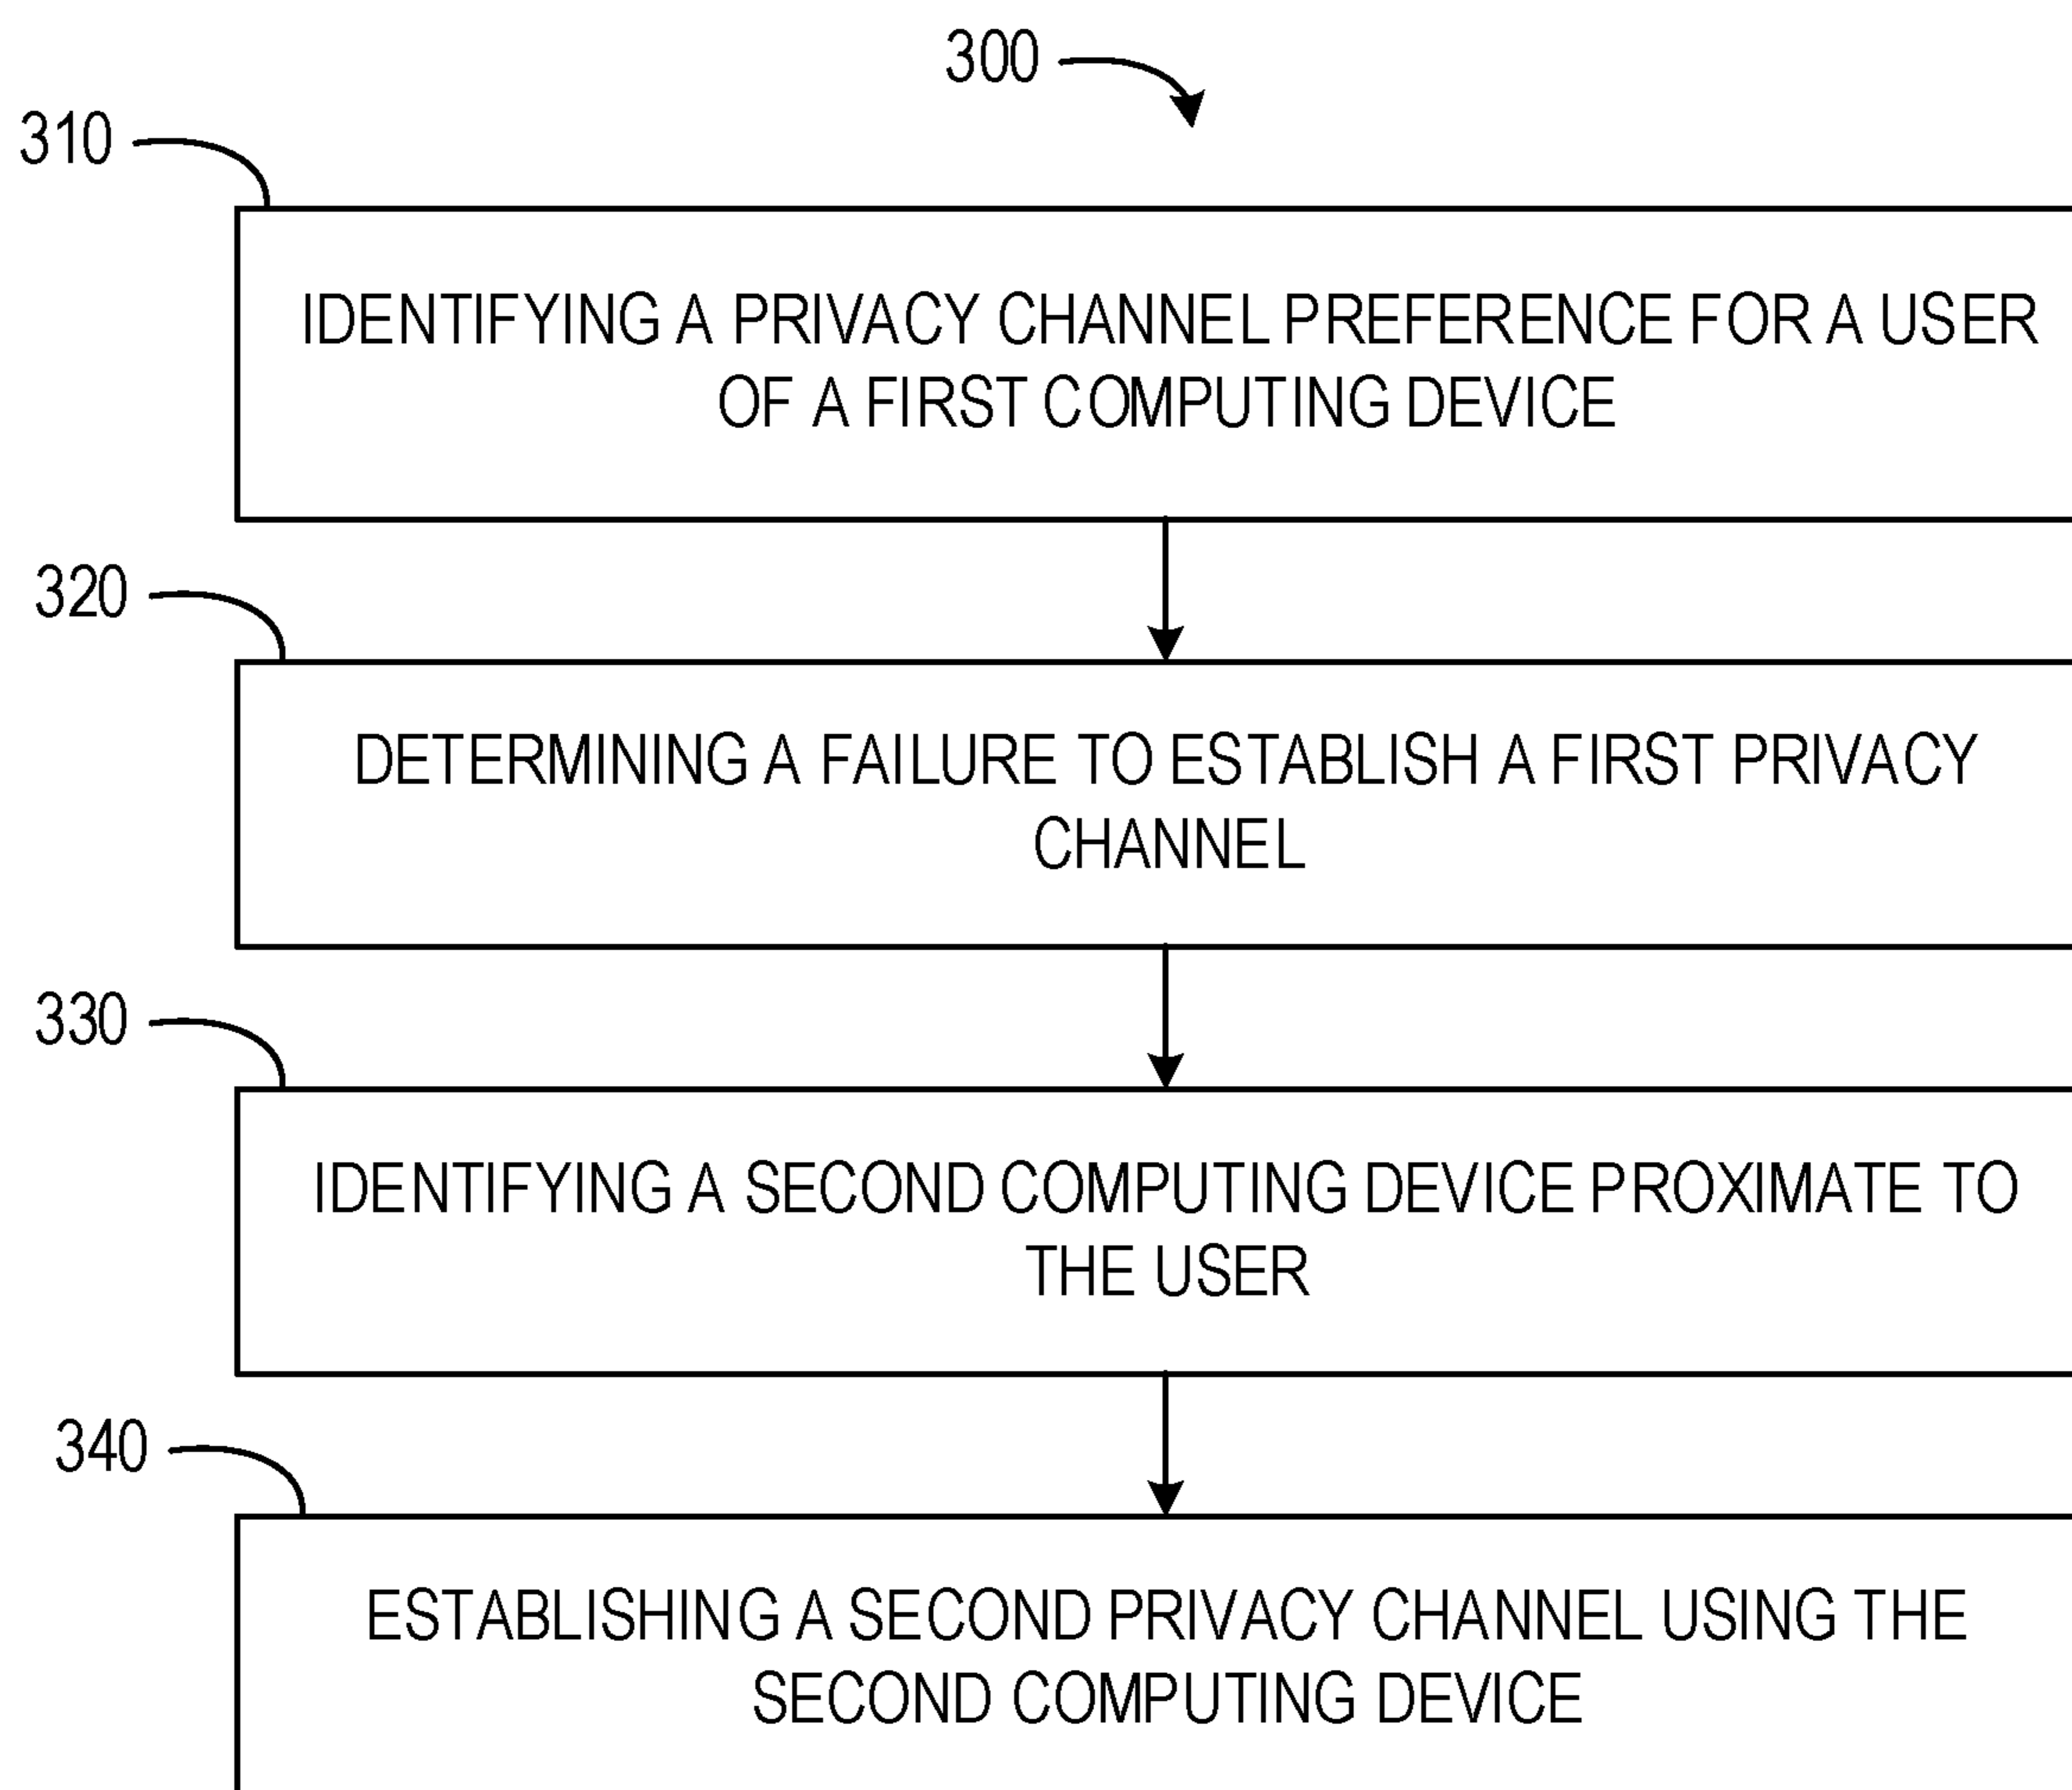 300
310
IDENTIFYING A PRIVACY CHANNEL PREFERENCE FOR A USER
OF A FIRST COMPUTING DEVICE
320
DETERMINING A FAILURE TO ESTABLISH A FIRST PRIVACY
CHANNEL
330
IDENTIFYING A SECOND COMPUTING DEVICE PROXIMATE TO
THE USER
340
ESTABLISHING A SECOND PRIVACY CHANNEL USING THE
SECOND COMPUTING DEVICE